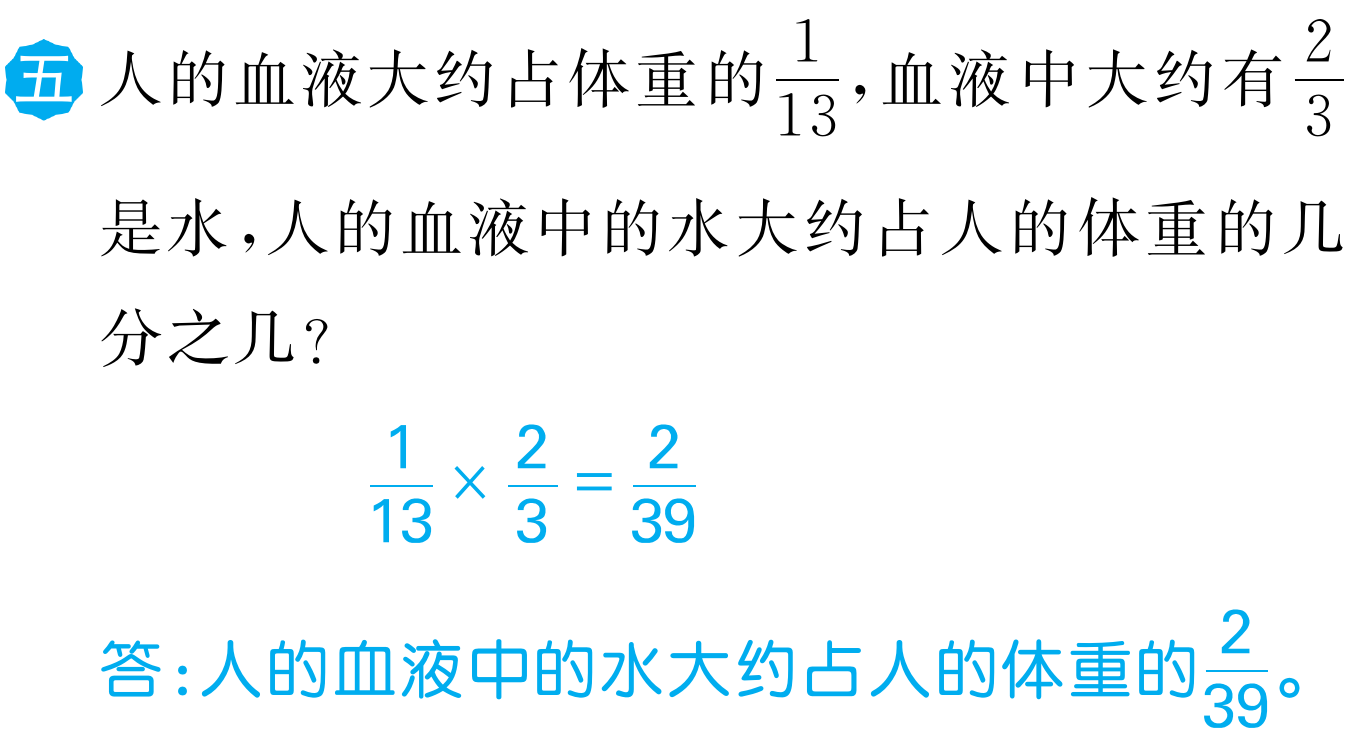 五 人的血液大约占体重的1/13,血液中大约有2/3
是水,人的血液中的水大约占人的体重的几
分之几?
1/13 × 2/3 = 2/39
答:人的血液中的水大约占人的体重的2/39。